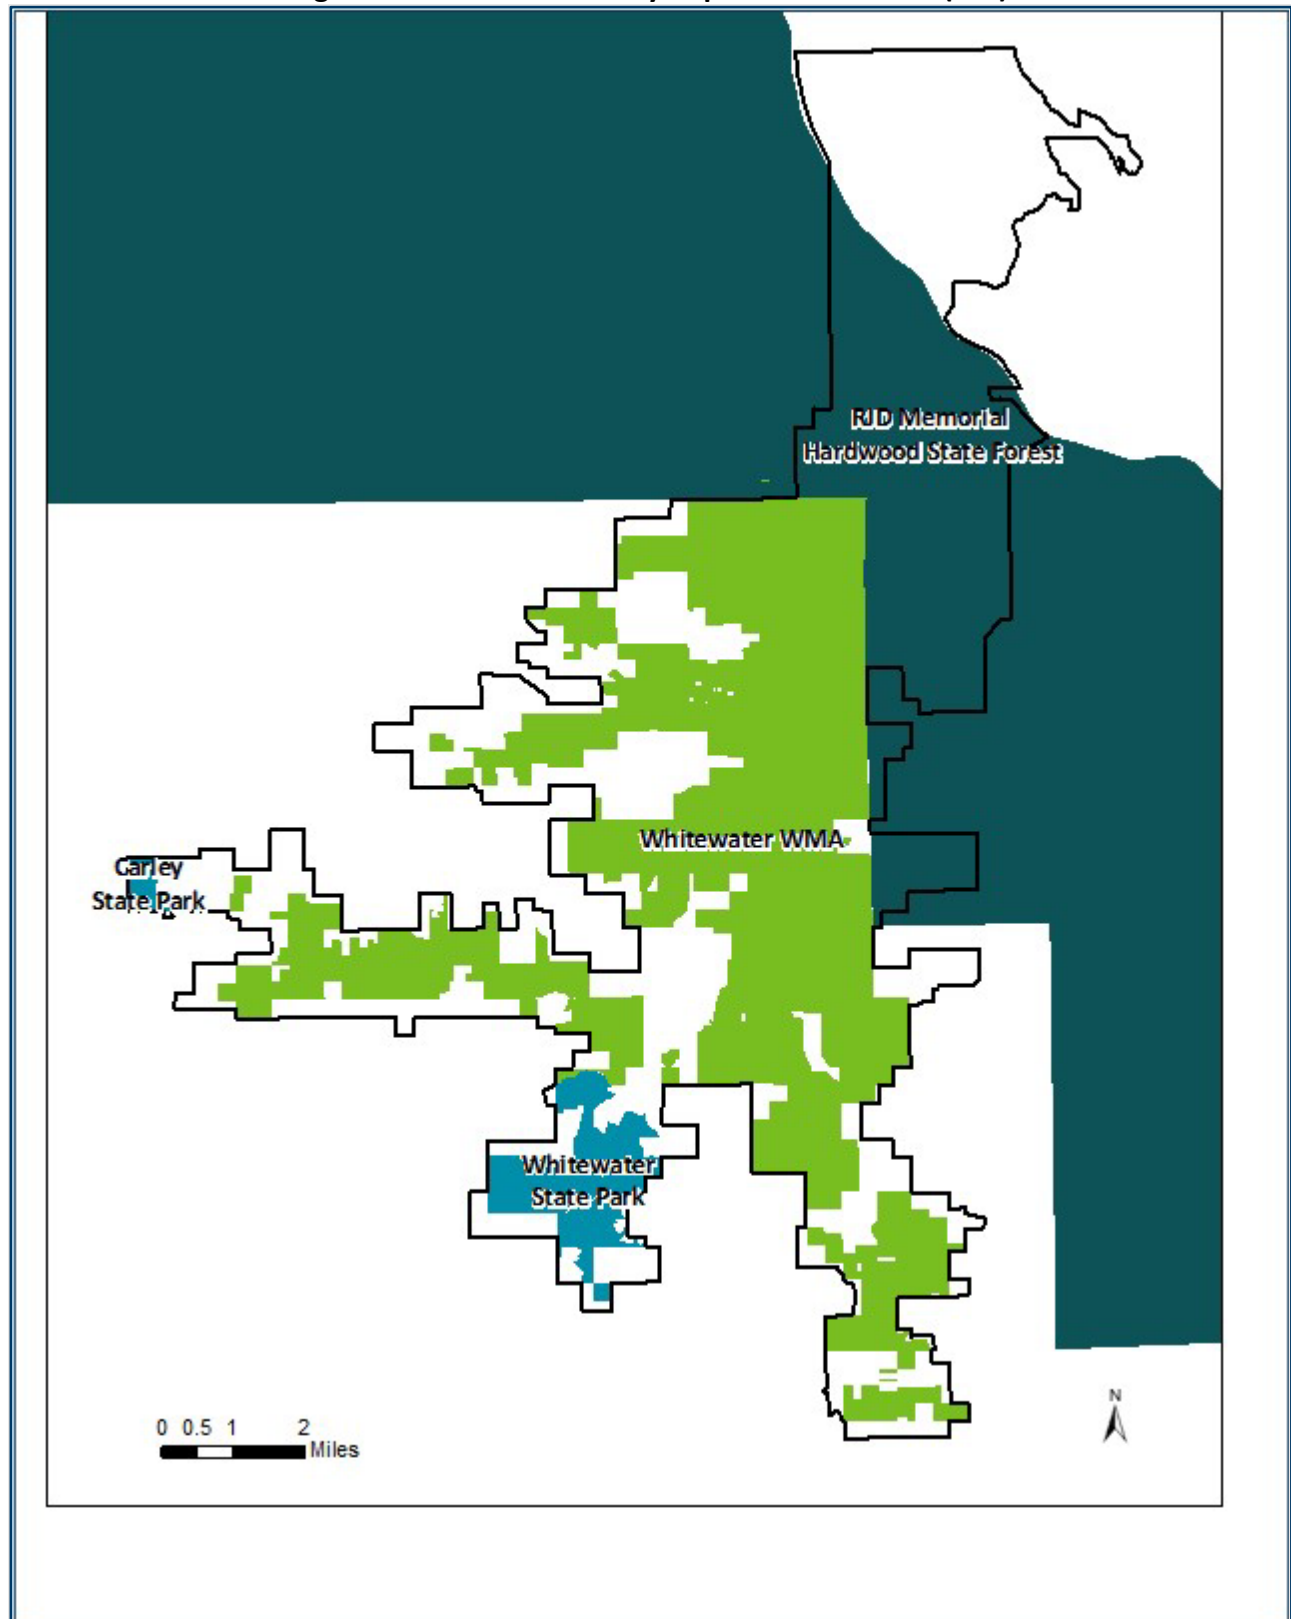 N
RJD Memorial
Hardwood State Forest
Whitewater WMA
Carley
State Park
Whitewater
State Park
0 0.5 1 2
Miles